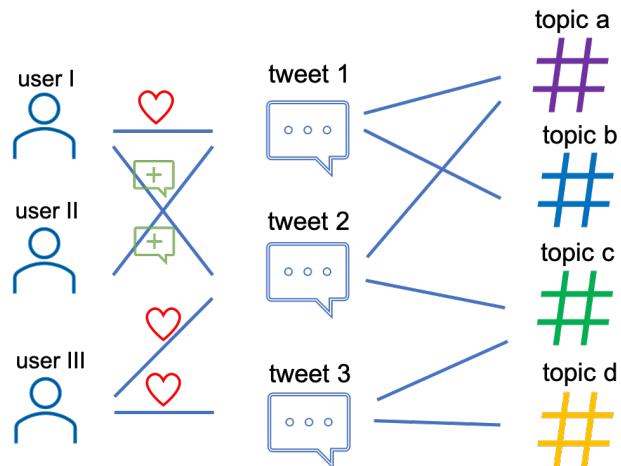 user I
tweet 1
topic a
topic b
user II
tweet 2
topic c
user III
tweet 3
topic d